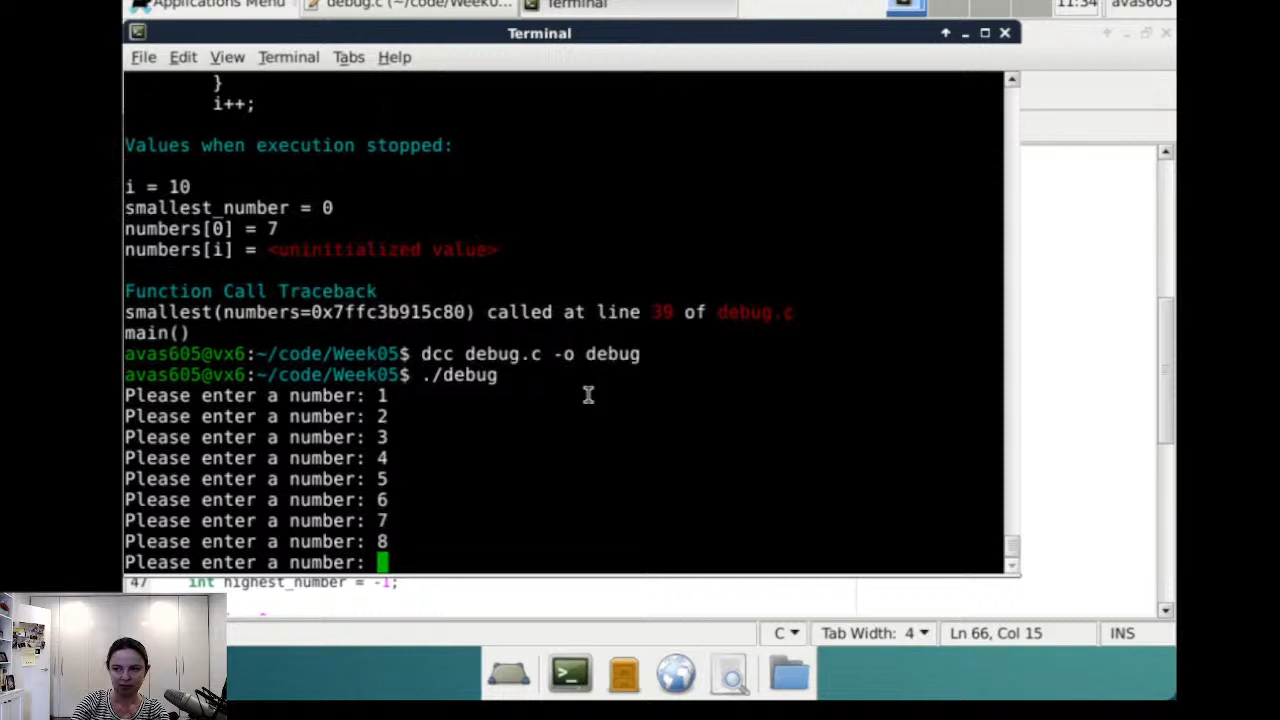 Applications Menu debug.c (~/code/Week0... Terminal 11:34 avas605
Terminal
File Edit View Terminal Tabs Help
}
i++;
Values when execution stopped:
i = 10
smallest_number = 0
numbers[0] = 7
numbers[i] = <uninitialized value>
Function Call Traceback
smallest(numbers=0x7ffc3b915c80) called at line 39 of debug.c
main()
avas605@vx6:~/code/Week05$ dcc debug.c -o debug
avas605@vx6:~/code/Week05$ ./debug
Please enter a number: 1
Please enter a number: 2
Please enter a number: 3
Please enter a number: 4
Please enter a number: 5
Please enter a number: 6
Please enter a number: 7
Please enter a number: 8
Please enter a number:
47 int highest_number = -1;
C Tab Width: 4 Ln 66, Col 15 INS